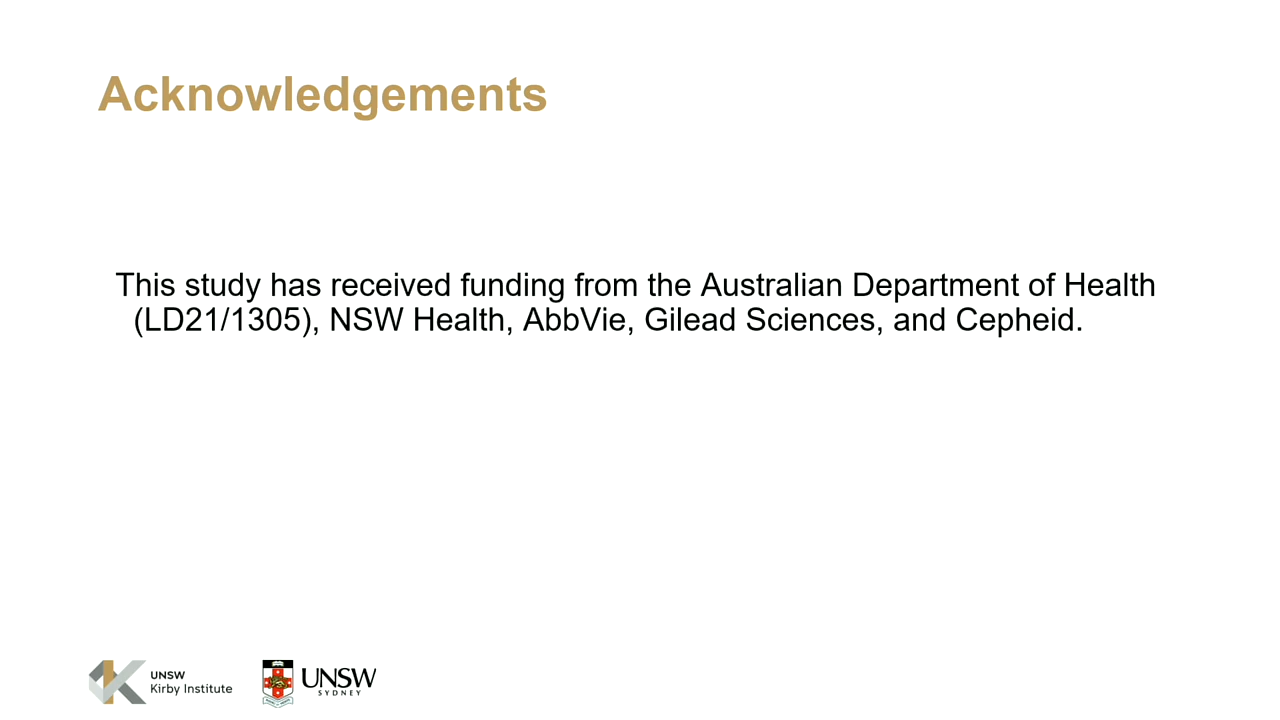 Acknowledgements
This study has received funding from the Australian Department of Health
(LD21/1305), NSW Health, AbbVie, Gilead Sciences, and Cepheid.
UNSW
Kirby Institute
UNSW
SYDNEY